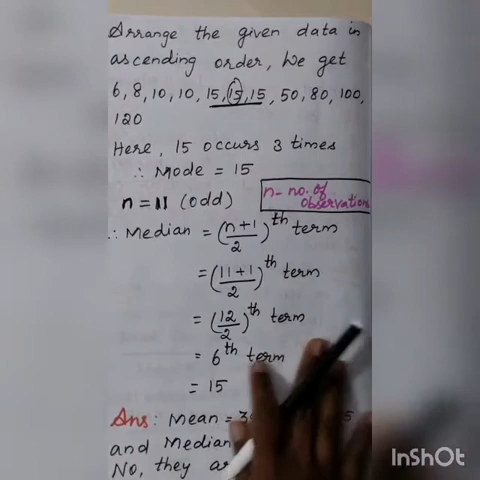 Arrange the given data in
ascending order, We get
6, 8, 10, 10, 15, 15, 15, 50, 80, 100,
120
Here, 15 occurs 3 times
∴ Mode = 15
n = 11 (odd)
n - no. of
observations
∴ Median = (n+1/2)th term
= (11+1/2)th term
= (12/2)th term
= 6th term
= 15
Ans: Mean = 5
and Median
No, they
InShOt